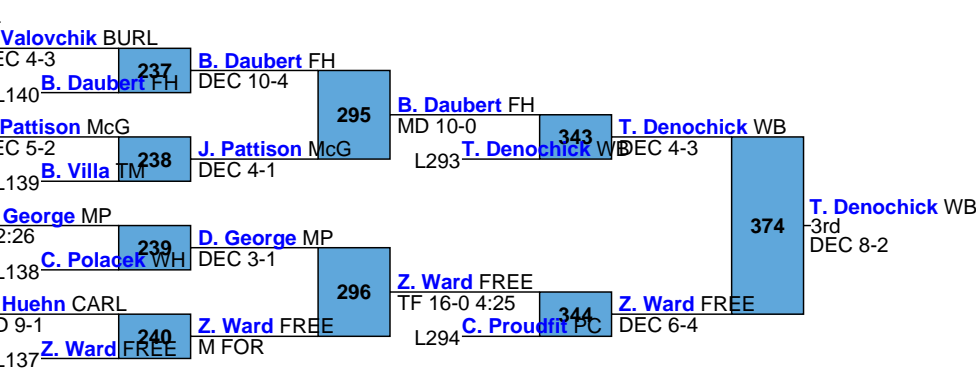 Valovchik BURL
EC 4-3
L140 B. Daubert FH
237
B. Daubert FH
DEC 10-4
Pattison McG
EC 5-2
L139 B. Villa TM
238
J. Pattison McG
DEC 4-1
295
B. Daubert FH
MD 10-0
L293 T. Denochick WB
343
T. Denochick WB
DEC 4-3
George MP
2:26
L138 C. Polacek WH
239
D. George MP
DEC 3-1
Huehn CARL
D 9-1
L137 Z. Ward FREE
240
Z. Ward FREE
M FOR
296
Z. Ward FREE
TF 16-0 4:25
L294 C. Proudfit PC
344
Z. Ward FREE
DEC 6-4
374
T. Denochick WB
3rd
DEC 8-2